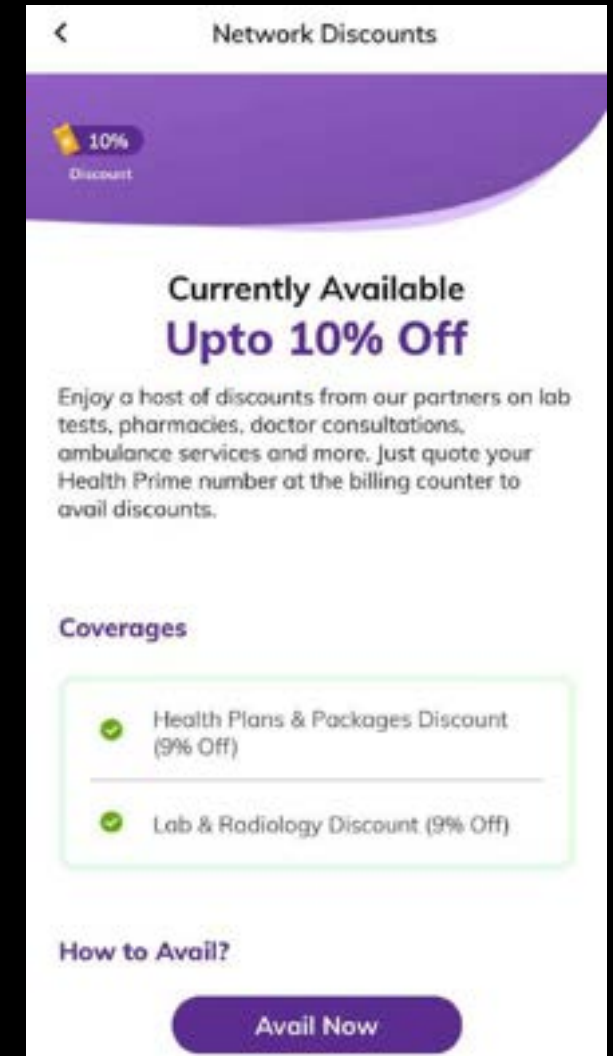 Network Discounts
10%
Discount
Currently Available
Upto 10% Off
Enjoy a host of discounts from our partners on lab
tests, pharmacies, doctor consultations,
ambulance services and more. Just quote your
Health Prime number at the billing counter to
avail discounts.
Coverages
Health Plans & Packages Discount
(9% Off)
Lab & Radiology Discount (9% Off)
How to Avail?
Avail Now